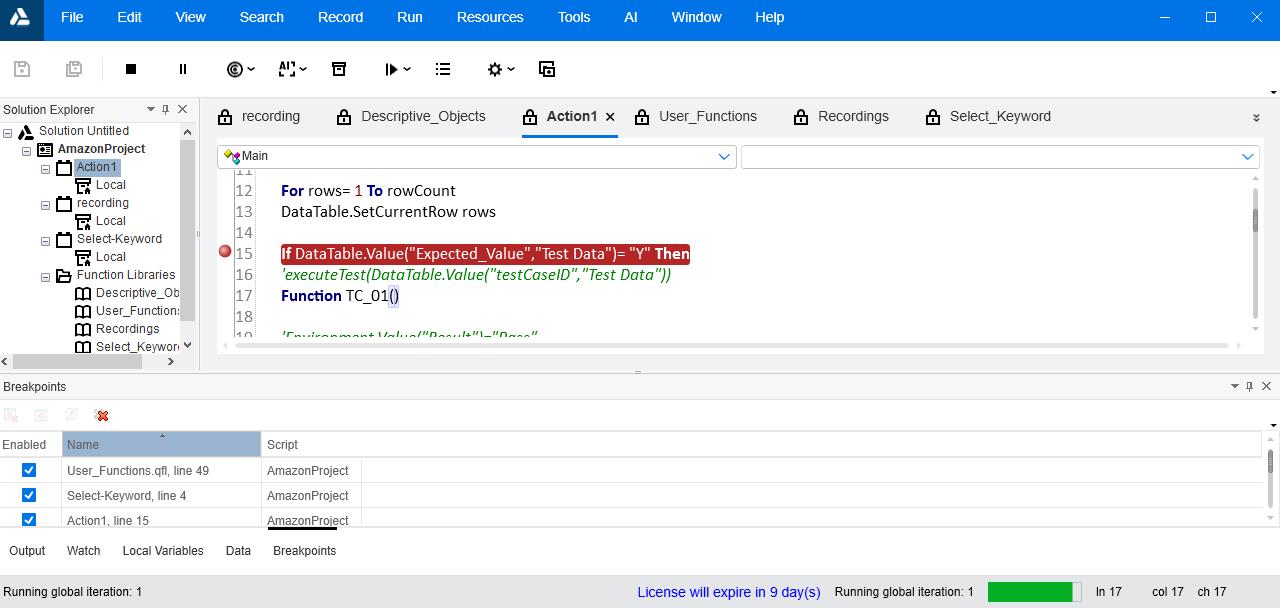 File Edit View Search Record Run Resources Tools AI Window Help
Solution Explorer
Solution Untitled
AmazonProject
Action1
Local
recording
Local
Select-Keyword
Local
Function Libraries
Descriptive_Ob
User_Functions
Recordings
Select_Keywor
recording Descriptive_Objects Action1 User_Functions Recordings Select_Keyword
Main
11
12 For rows= 1 To rowCount
13 DataTable.SetCurrentRow rows
14
15 If DataTable.Value("Expected_Value","Test Data")= "Y" Then
16 'executeTest(DataTable.Value("testCaseID","Test Data"))
17 Function TC_01()
18
19 'Environment.Value("Result")="Pass"
Breakpoints
Enabled Name Script
User_Functions.qfl, line 49 AmazonProject
Select-Keyword, line 4 AmazonProject
Action1, line 15 AmazonProject
Output Watch Local Variables Data Breakpoints
Running global iteration: 1 License will expire in 9 day(s) Running global iteration: 1 ln 17 col 17 ch 17